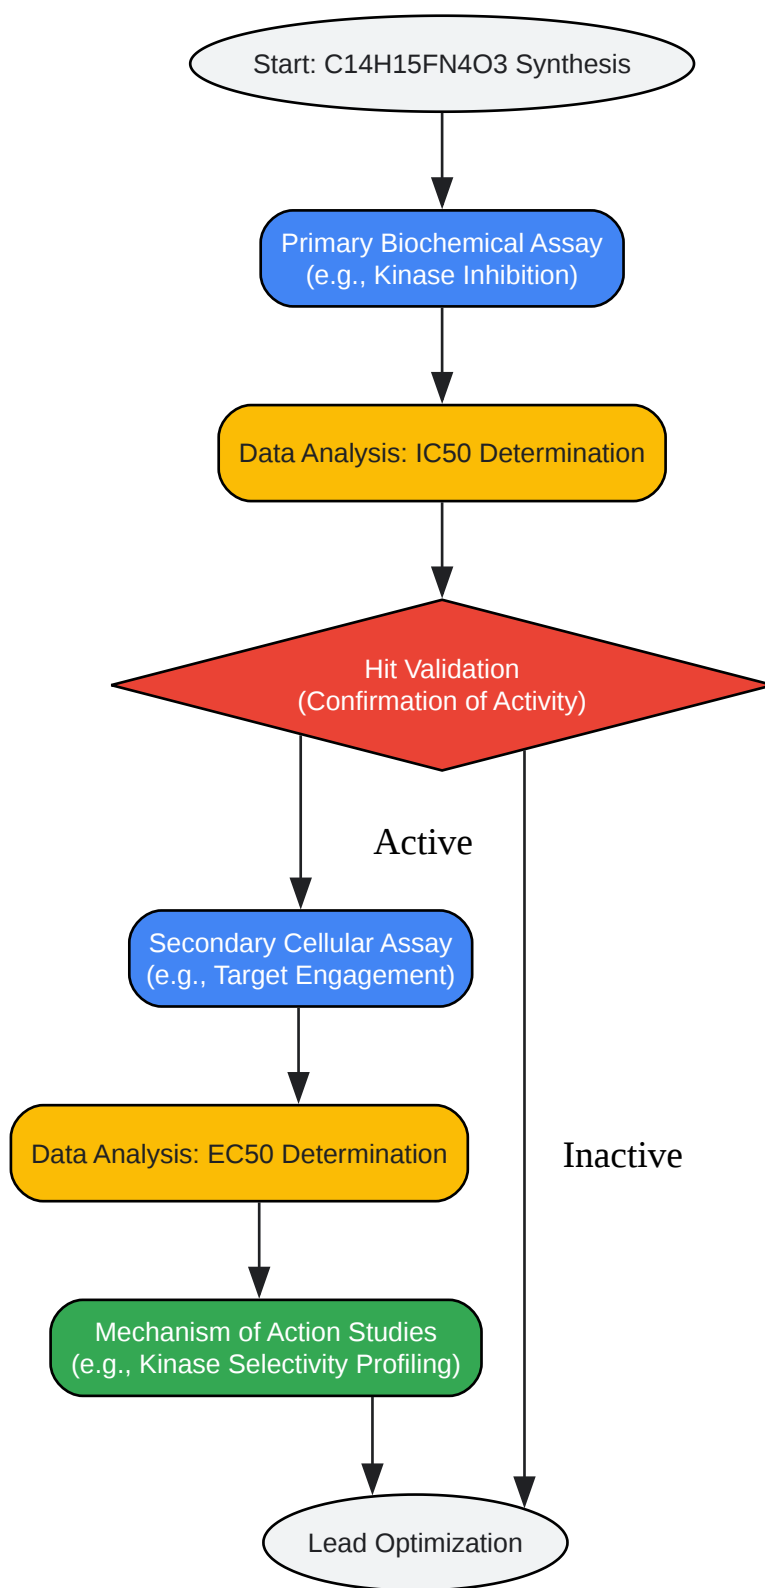 Start: C14H15FN4O3 Synthesis
Primary Biochemical Assay
(e.g., Kinase Inhibition)
Data Analysis: IC50 Determination
Hit Validation
(Confirmation of Activity)
Active
Secondary Cellular Assay
(e.g., Target Engagement)
Data Analysis: EC50 Determination
Inactive
Mechanism of Action Studies
(e.g., Kinase Selectivity Profiling)
Lead Optimization